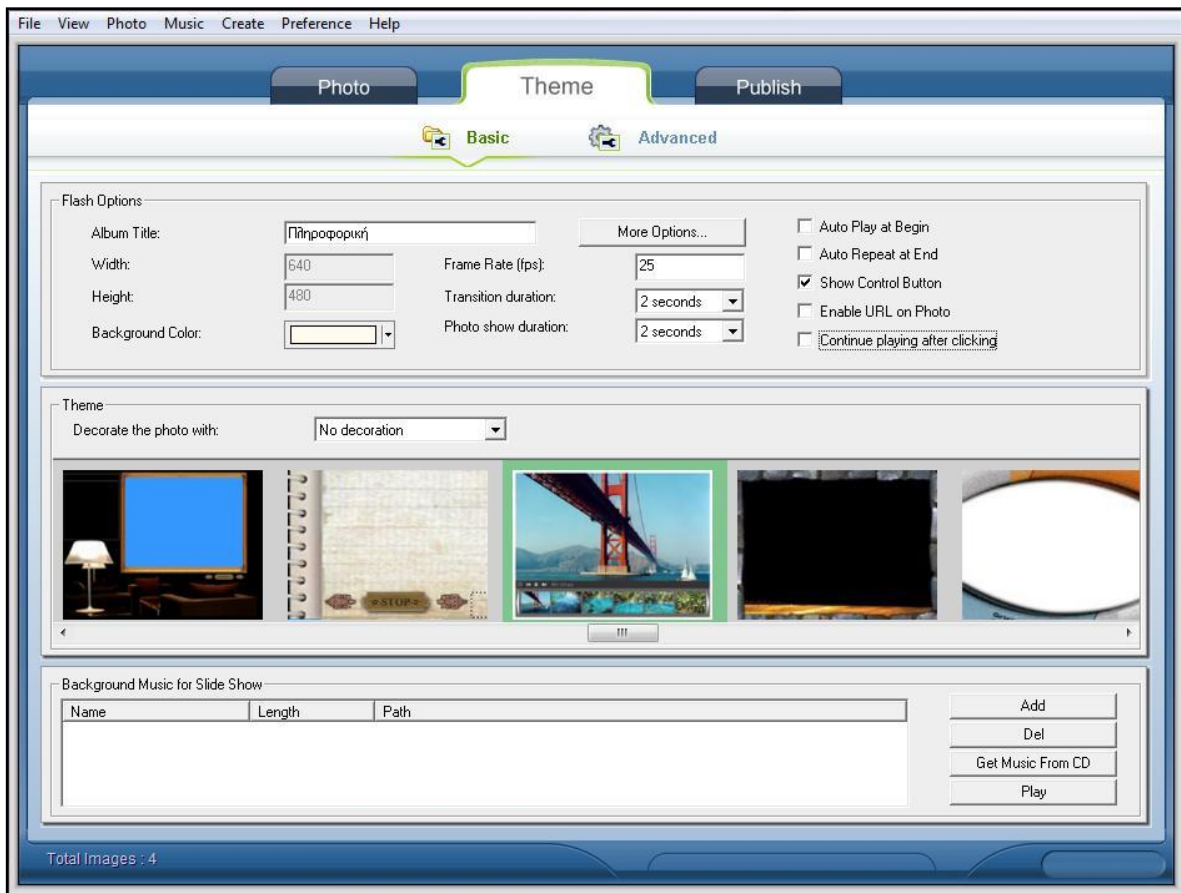 File View Photo Music Create Preference Help
Photo Theme Publish
Basic Advanced
Flash Options
Album Title: Πληροφορική More Options... Auto Play at Begin
Width: 640 Frame Rate (fps): 25 Auto Repeat at End
Height: 480 Transition duration: 2 seconds Show Control Button
Background Color: Photo show duration: 2 seconds Enable URL on Photo
Continue playing after clicking
Theme
Decorate the photo with: No decoration
STOP
Background Music for Slide Show
Name Length Path
Add
Del
Get Music From CD
Play
Total Images : 4